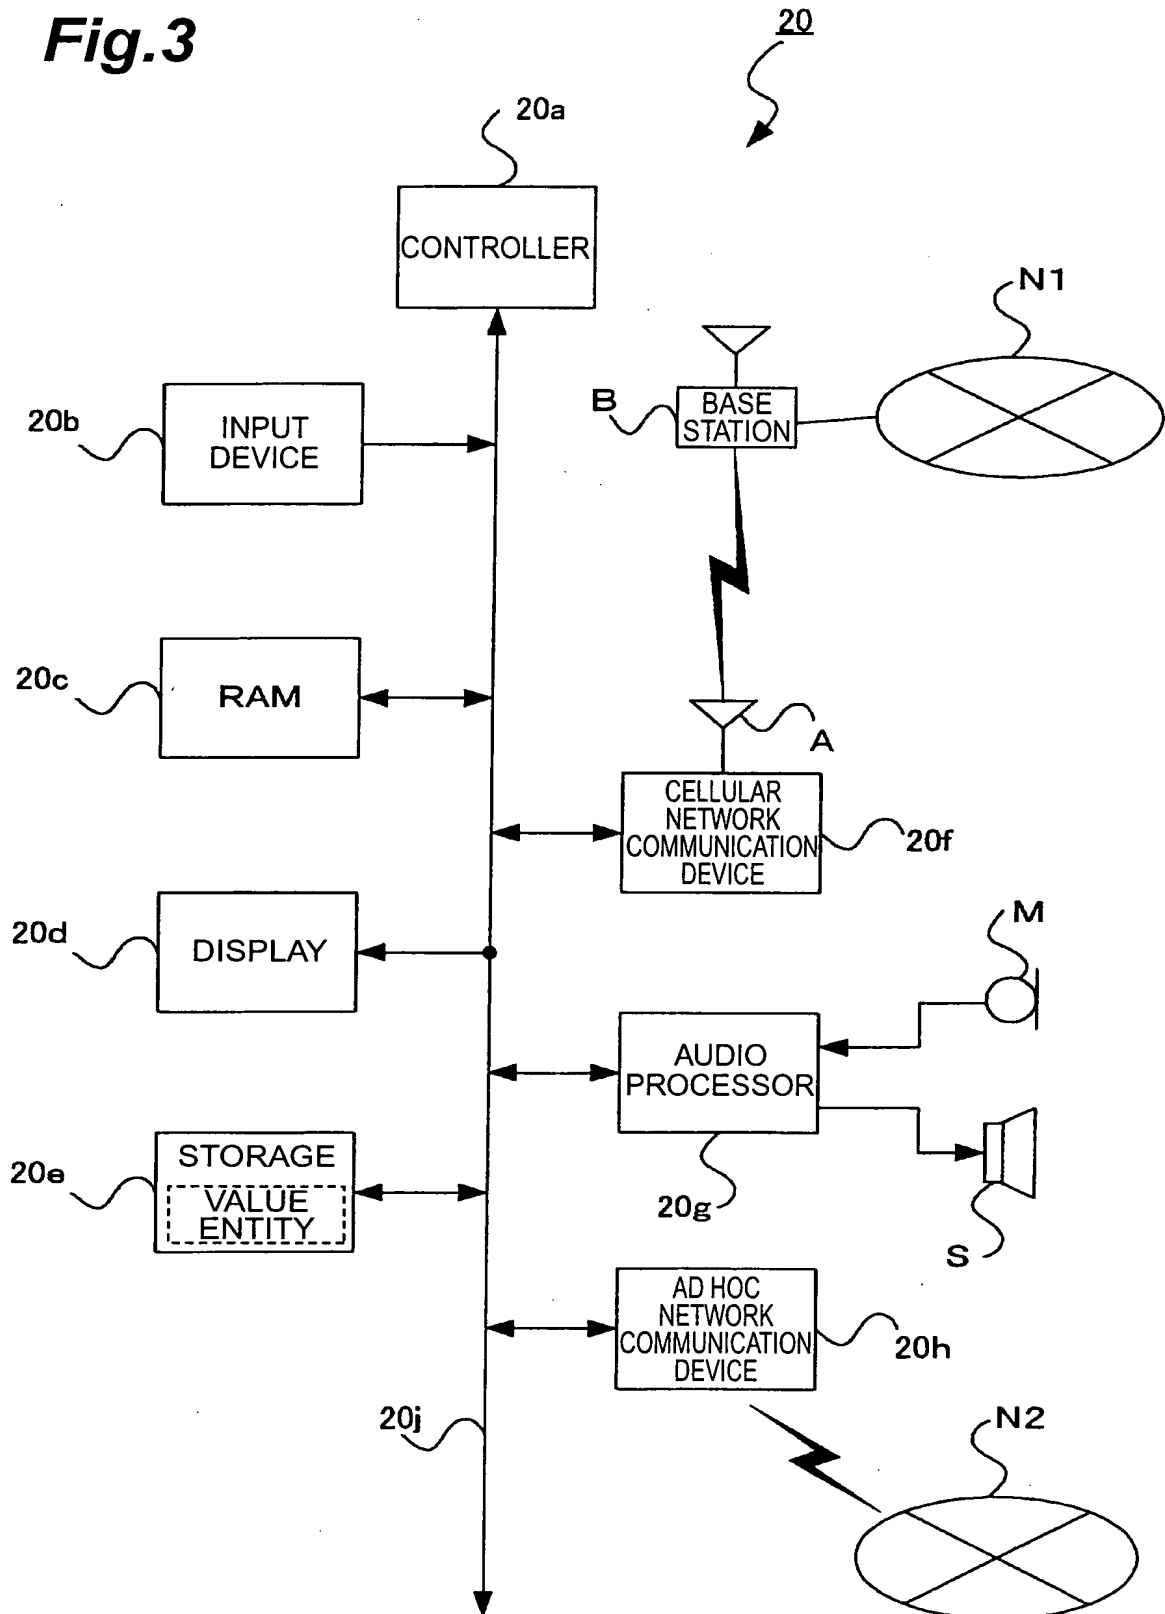 Fig.3
20
20a
CONTROLLER
N1
B
BASE
STATION
20b
INPUT
DEVICE
20c
RAM
A
CELLULAR
NETWORK
COMMUNICATION
DEVICE
20f
20d
DISPLAY
M
AUDIO
PROCESSOR
20g
20e
STORAGE
VALUE
ENTITY
S
AD HOC
NETWORK
COMMUNICATION
DEVICE
20h
20j
N2